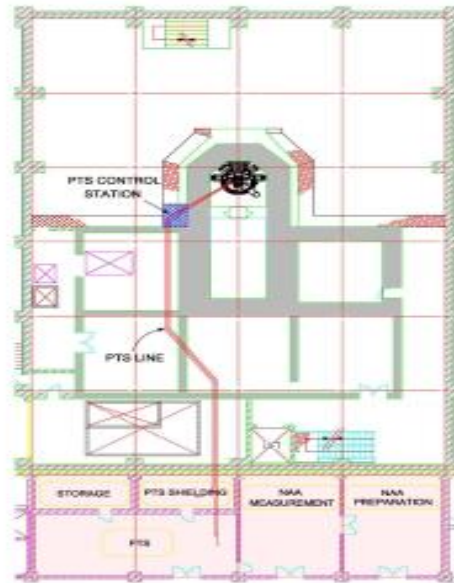 PTS CONTROL
STATION
PTS LINE
STORAGE
PTS SHIELDING
NAA
MEASUREMENT
NAA
PREPARATION
PTS